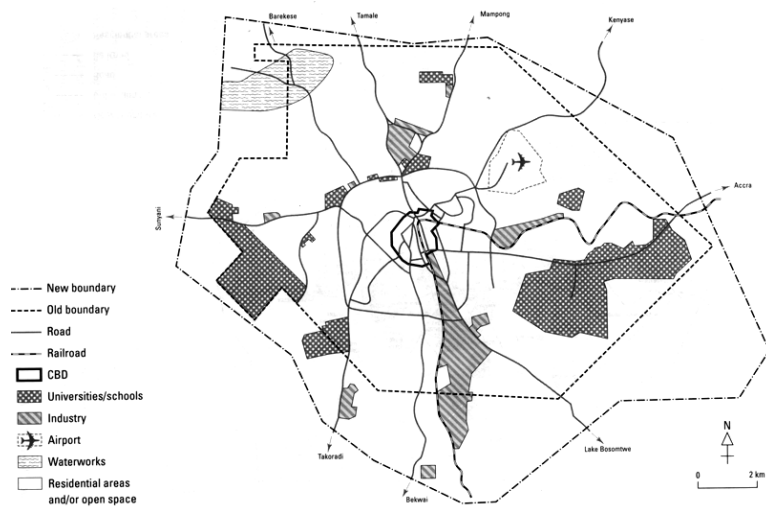 Barekese
Tamale
Mampong
Kenyase
Accra
Sunyani
New boundary
Old boundary
Road
Railroad
CBD
Universities/schools
Industry
Airport
Waterworks
Residential areas
and/or open space
Takoradi
Bekwai
Lake Bosomtwe
N
0 2 km